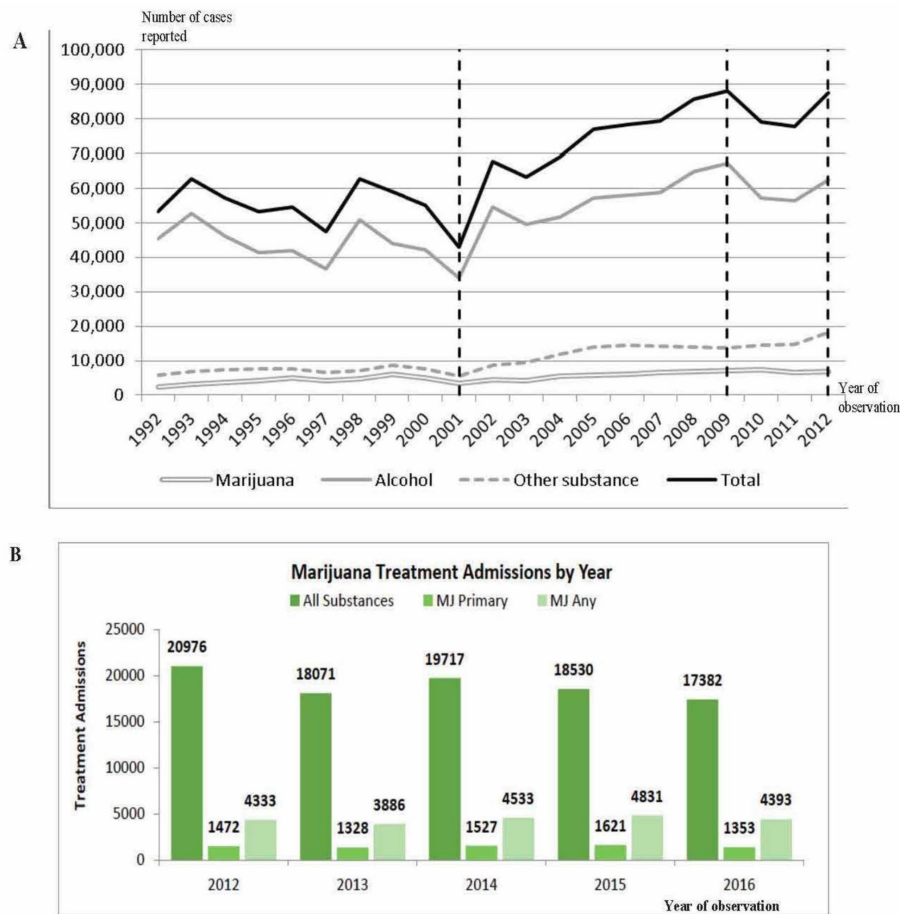 A
Number of cases
reported
100,000
90,000
80,000
70,000
60,000
50,000
40,000
30,000
20,000
10,000
0
Year of
observation
1992 1993 1994 1995 1996 1997 1998 1999 2000 2001 2002 2003 2004 2005 2006 2007 2008 2009 2010 2011 2012
Marijuana Alcohol Other substance Total
B
Marijuana Treatment Admissions by Year
All Substances MJ Primary MJ Any
Treatment Admissions
25000
20000
15000
10000
5000
0
20976 1472 4333
18071 1328 3886
19717 1527 4533
18530 1621 4831
17382 1353 4393
2012 2013 2014 2015 2016
Year of observation